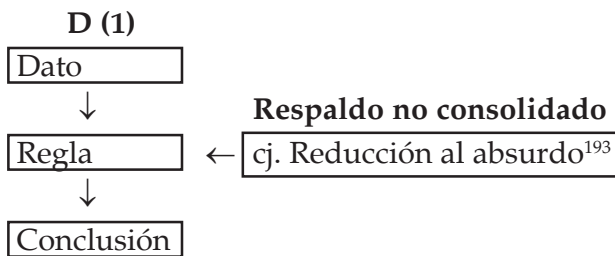 D (1)
Dato
↓
Respaldo no consolidado
Regla ← cj. Reducción al absurdo¹⁹³
↓
Conclusión